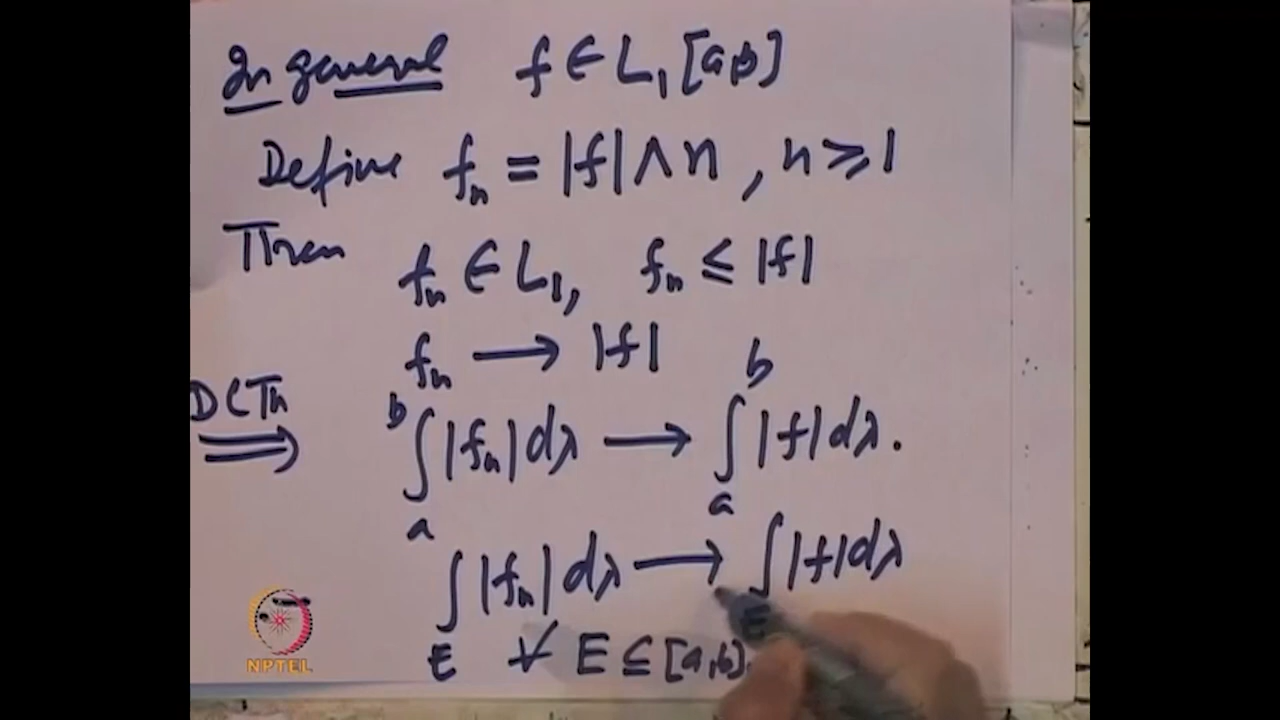 In general f ∈ L₁ [a,b]
Define fₙ = |f| ∧ n , n ≥ 1
Then fₙ ∈ L₁, fₙ ≤ |f|
fₙ → |f|
DCTh ⟹ ∫ₐᵇ |fₙ| dλ → ∫ₐᵇ |f| dλ.
∫_E |fₙ| dλ → ∫_E |f| dλ
∀ E ⊆ [a,b].
NPTEL